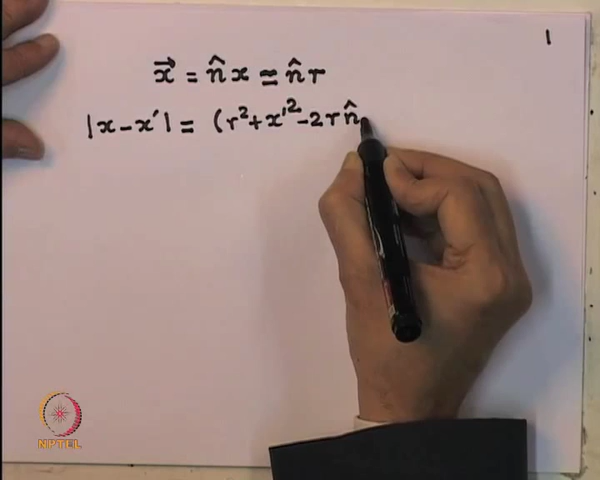 1
x⃗ = n̂x ≃ n̂r
|x-x'| = (r²+x'²-2rn̂
NPTEL